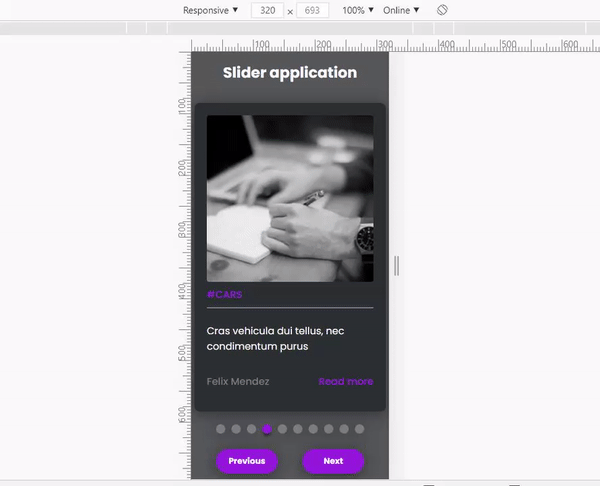 Responsive ▼ 320 × 693 100% ▼ Online ▼
100 200 300 400 500 600
100
200
300
400
500
600
Slider application
#CARS
Cras vehicula dui tellus, nec
condimentum purus
Felix Mendez Read more
Previous Next